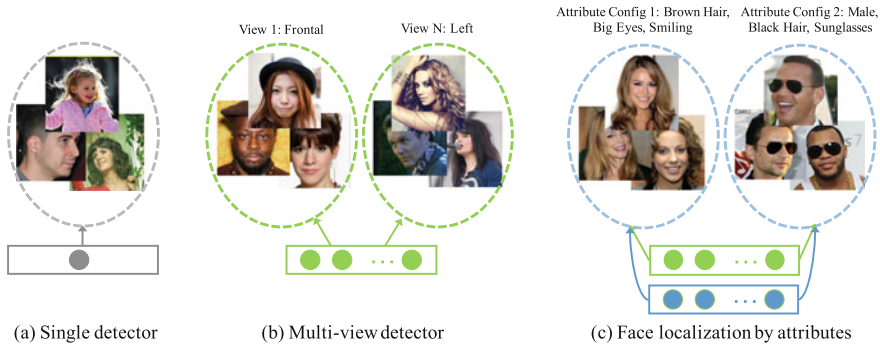 View 1: Frontal
View N: Left
Attribute Config 1: Brown Hair,
Big Eyes, Smiling
Attribute Config 2: Male,
Black Hair, Sunglasses
(a) Single detector
(b) Multi-view detector
(c) Face localization by attributes